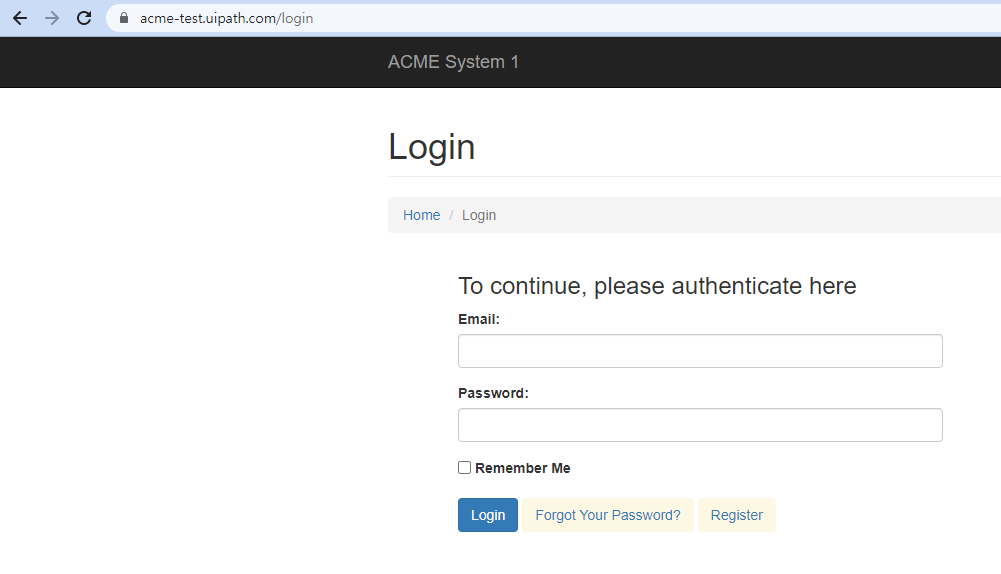 acme-test.uipath.com/login
ACME System 1
Login
Home / Login
To continue, please authenticate here
Email:
Password:
Remember Me
Login Forgot Your Password? Register